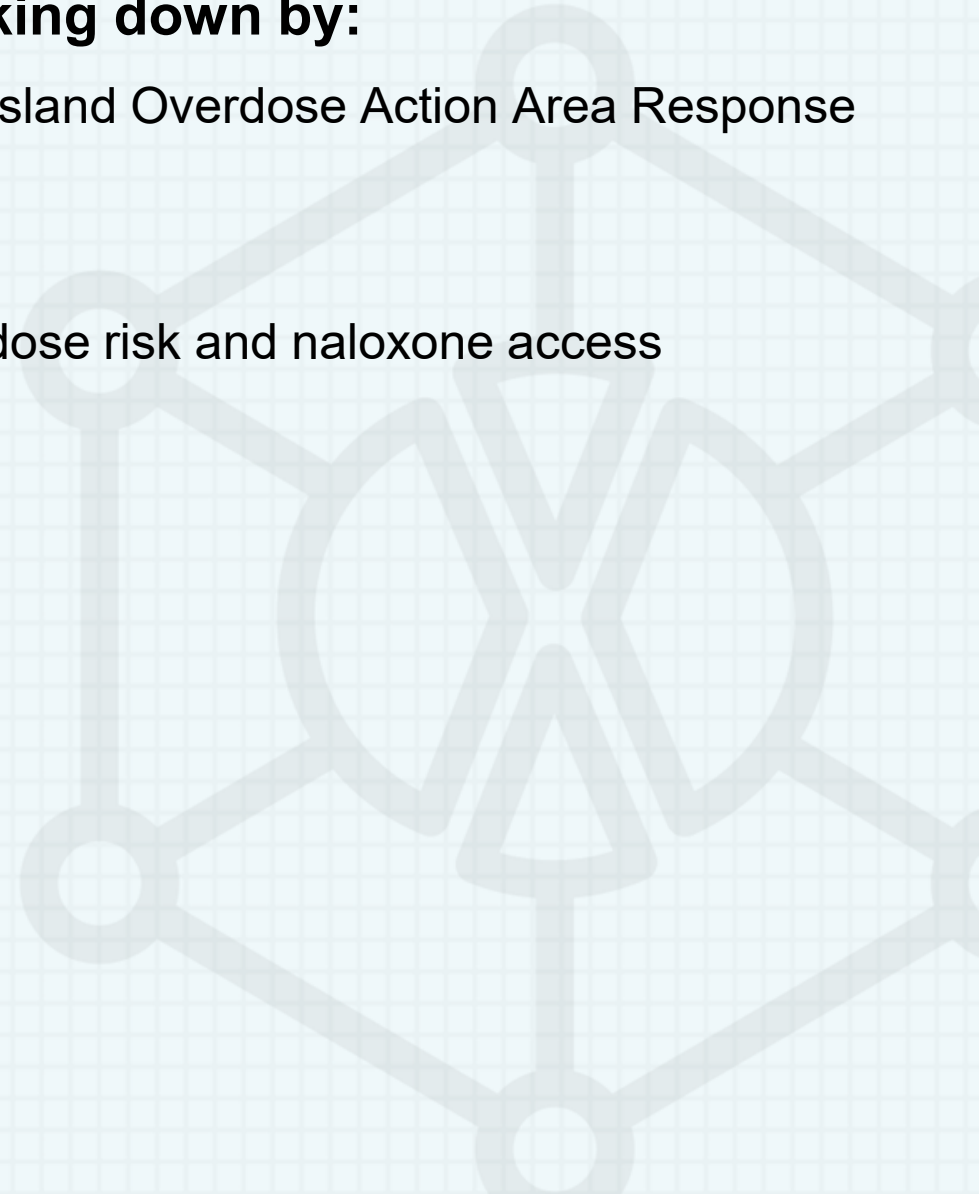 king down by:
sland Overdose Action Area Response
dose risk and naloxone access